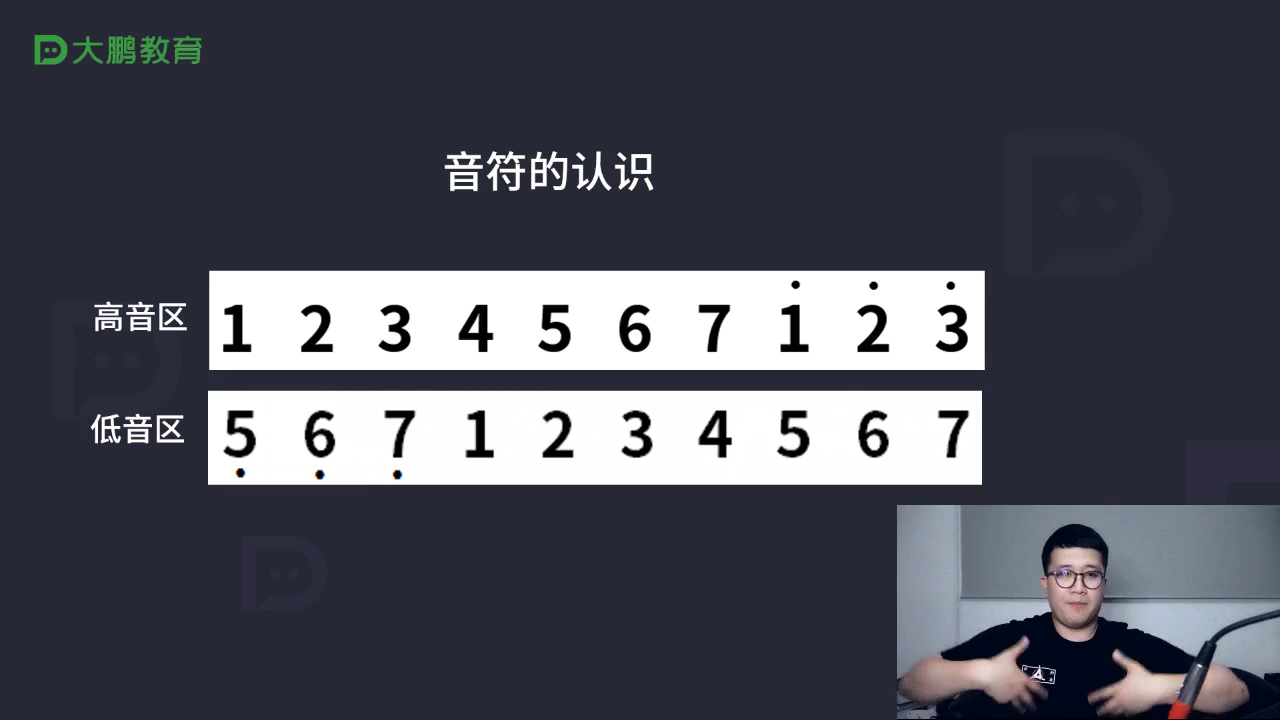 大鹏教育
音符的认识
高音区 1 2 3 4 5 6 7 1̇ 2̇ 3̇
低音区 5̣ 6̣ 7̣ 1 2 3 4 5 6 7